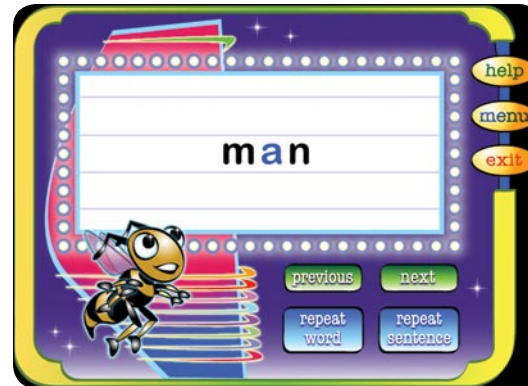 help
menu
man
exit
previous next
repeat word repeat sentence